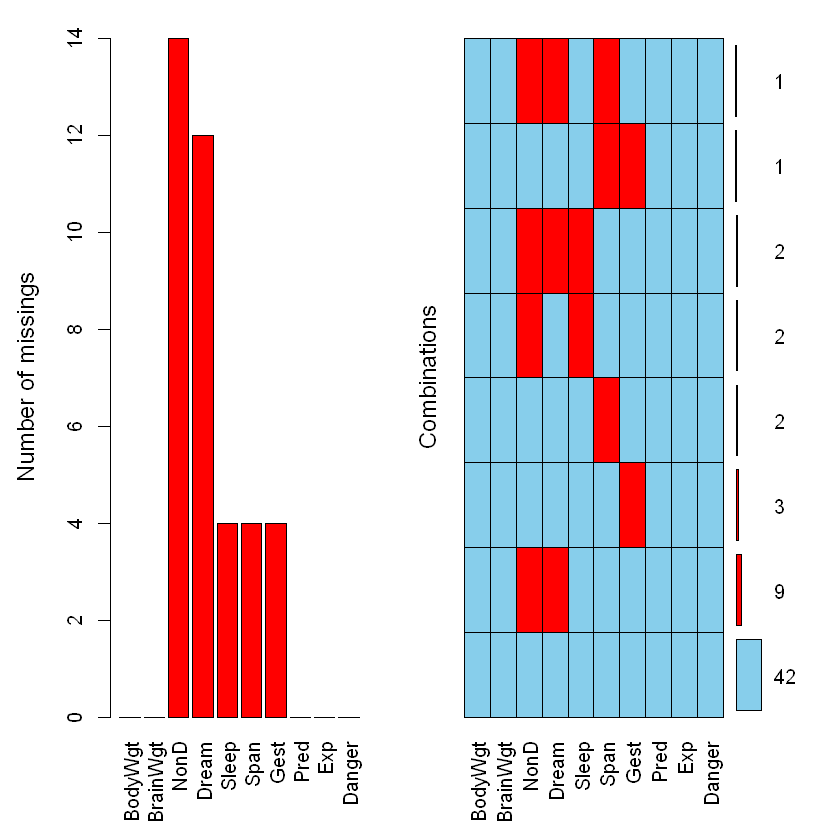 Number of missings
14
12
10
8
6
4
2
0
BodyWgt
BrainWgt
NonD
Dream
Sleep
Span
Gest
Pred
Exp
Danger
Combinations
1
1
2
2
2
3
9
42
BodyWgt
BrainWgt
NonD
Dream
Sleep
Span
Gest
Pred
Exp
Danger